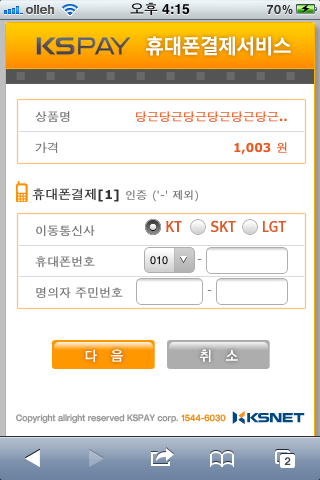 olleh 오후 4:15 70%
KSPAY 휴대폰결제서비스
상품명 당근당근당근당근당근당근..
가격 1,003 원
휴대폰결제[1] 인증 ('-' 제외)
이동통신사 KT SKT LGT
휴대폰번호 010 -
명의자 주민번호 -
다 음 취 소
Copyright allright reserved KSPAY corp. 1544-6030 KSNET
2